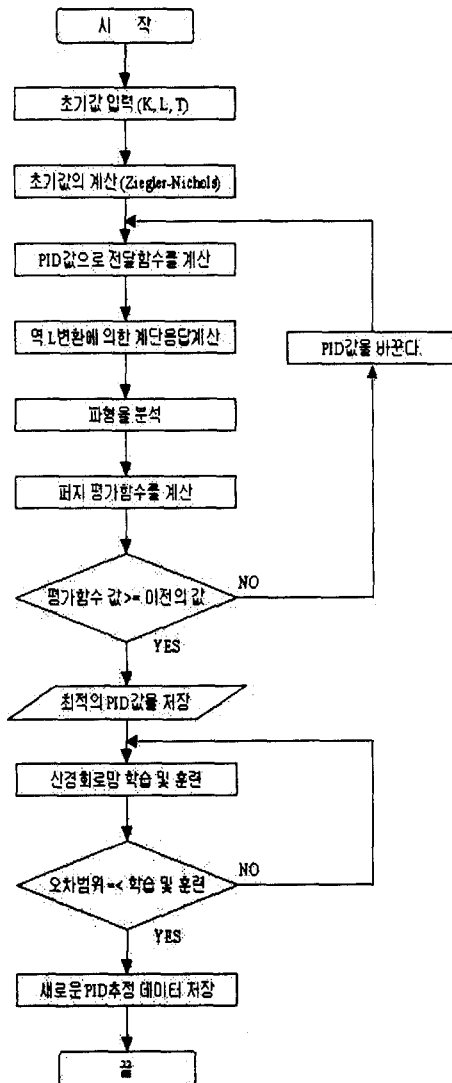 시 작
초기값 입력 (K, L, T)
초기값의 계산 (Ziegler-Nichols)
PID값으로 전달함수를 계산
역 L변환에 의한 계단응답계산
PID값을 바꾼다.
파형을 분석
퍼지 평가함수를 계산
평가함수 값 >= 이전의 값
NO
YES
최적의 PID 값을 저장
신경회로망 학습 및 훈련
오차범위 =< 학습 및 훈련
NO
YES
새로운 PID추정 데이터 저장
끝